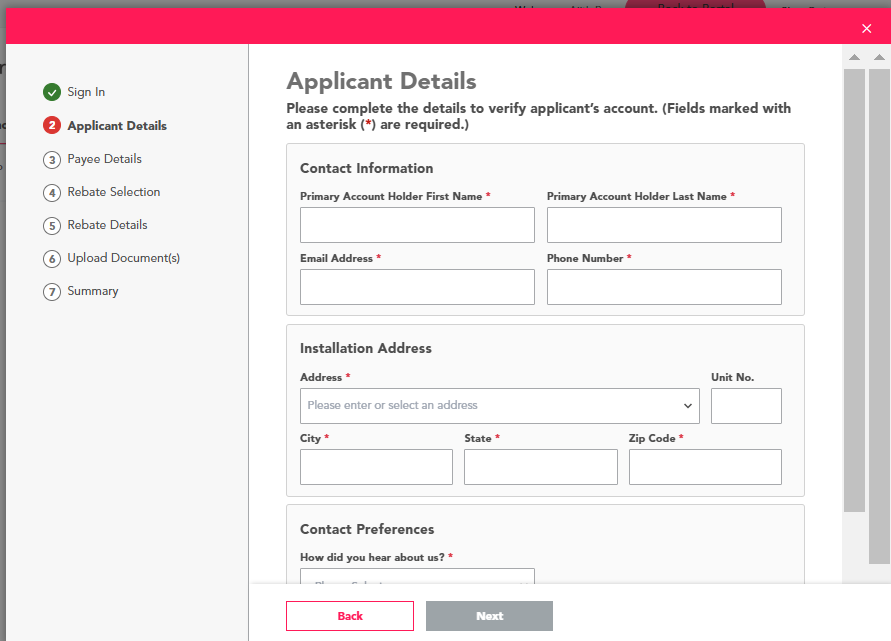 Sign In
2 Applicant Details
3 Payee Details
4 Rebate Selection
5 Rebate Details
6 Upload Document(s)
7 Summary
Applicant Details
Please complete the details to verify applicant's account. (Fields marked with
an asterisk (*) are required.)
Contact Information
Primary Account Holder First Name * Primary Account Holder Last Name *
Email Address * Phone Number *
Installation Address
Address * Unit No.
Please enter or select an address
City * State * Zip Code *
Contact Preferences
How did you hear about us? *
Back Next